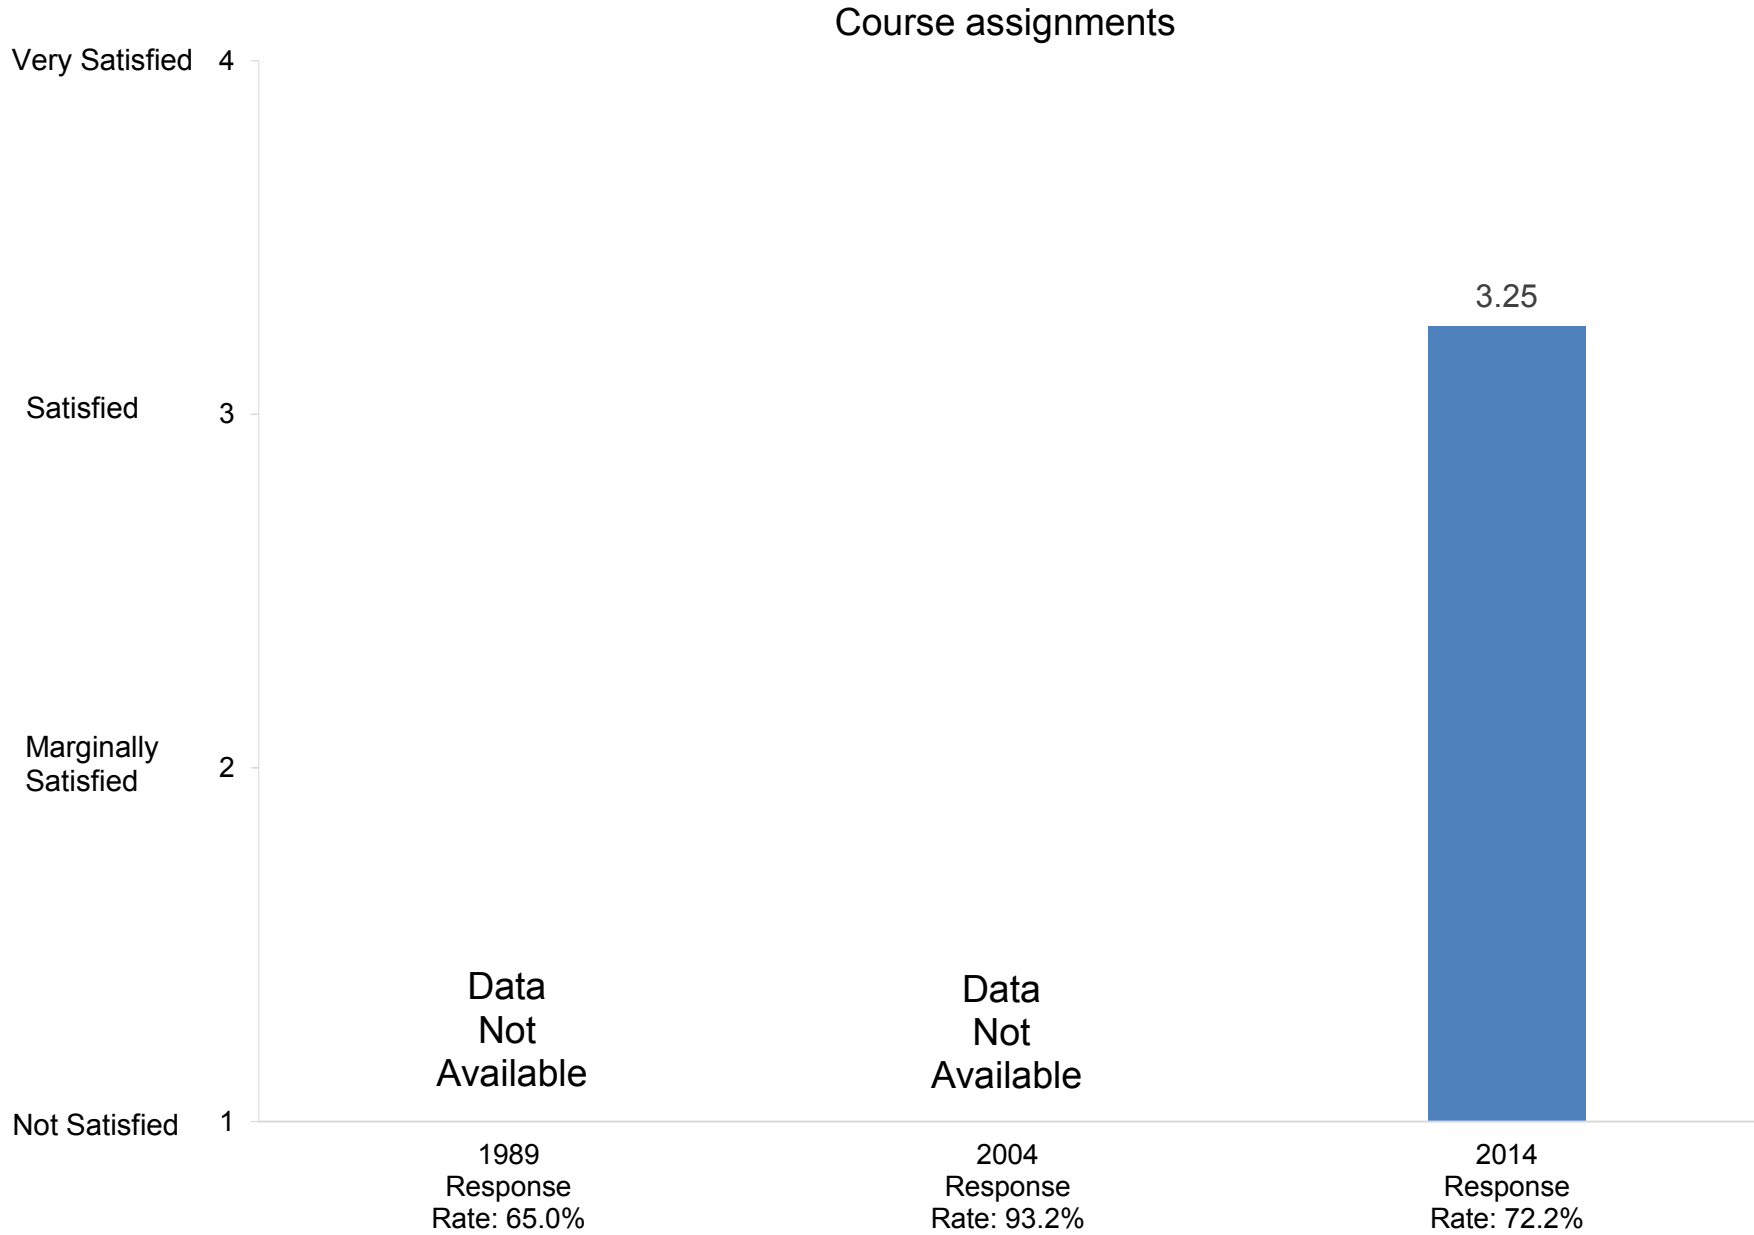 Course assignments
Very Satisfied 4
3.25
Satisfied 3
Marginally
Satisfied 2
Data
Not
Available
Data
Not
Available
Not Satisfied 1
1989
Response
Rate: 65.0%
2004
Response
Rate: 93.2%
2014
Response
Rate: 72.2%